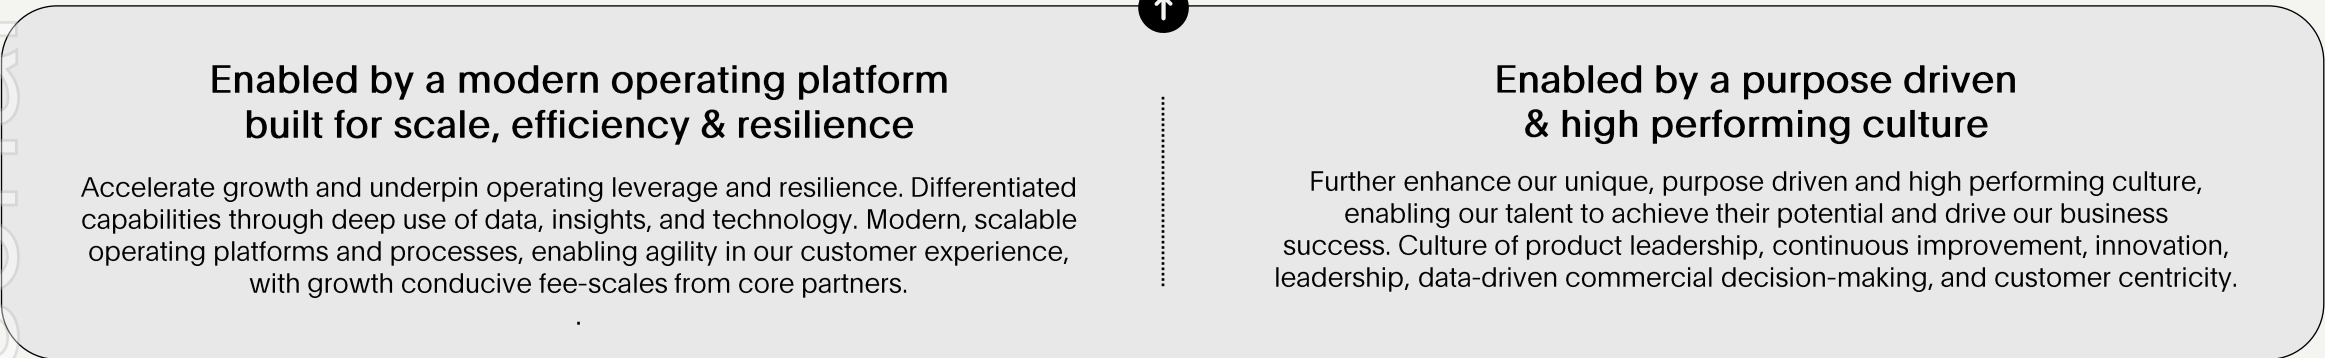 Enabled by a modern operating platform
built for scale, efficiency & resilience
Accelerate growth and underpin operating leverage and resilience. Differentiated
capabilities through deep use of data, insights, and technology. Modern, scalable
operating platforms and processes, enabling agility in our customer experience,
with growth conducive fee-scales from core partners.
.
Enabled by a purpose driven
& high performing culture
Further enhance our unique, purpose driven and high performing culture,
enabling our talent to achieve their potential and drive our business
success. Culture of product leadership, continuous improvement, innovation,
leadership, data-driven commercial decision-making, and customer centricity.